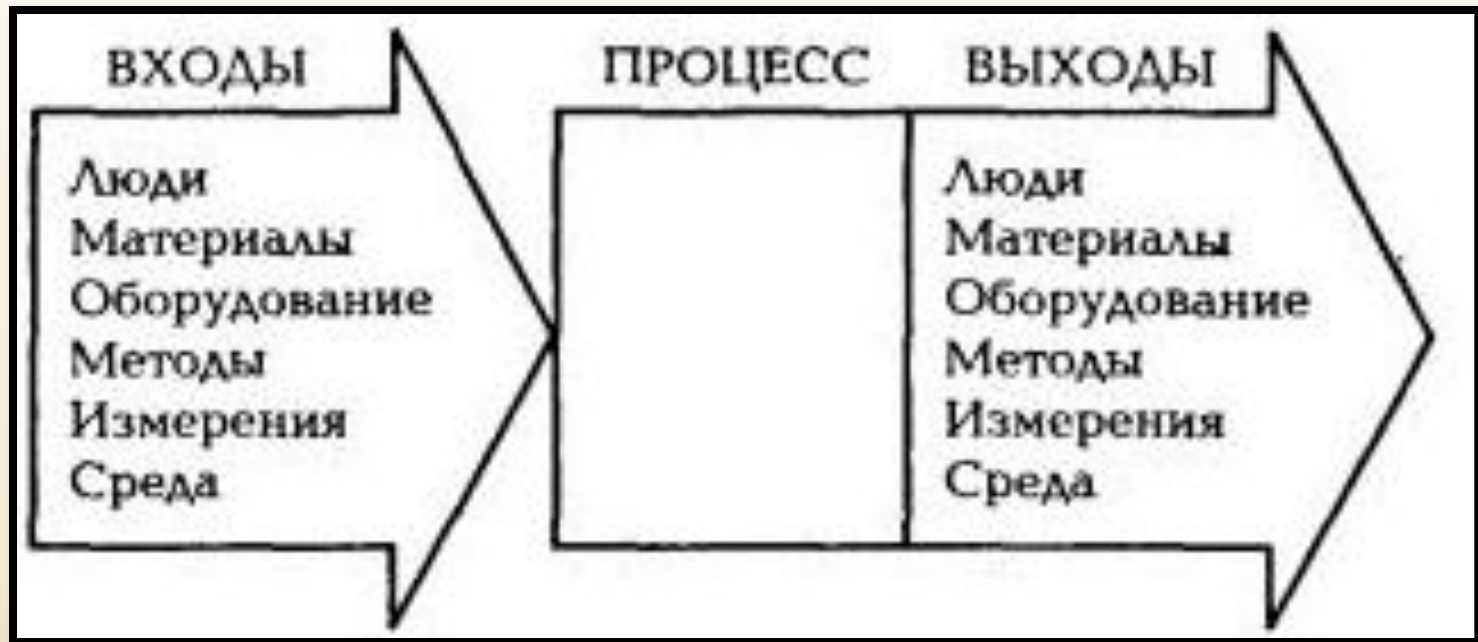 ВХОДЫ
Люди
Материалы
Оборудование
Методы
Измерения
Среда
ПРОЦЕСС
ВЫХОДЫ
Люди
Материалы
Оборудование
Методы
Измерения
Среда